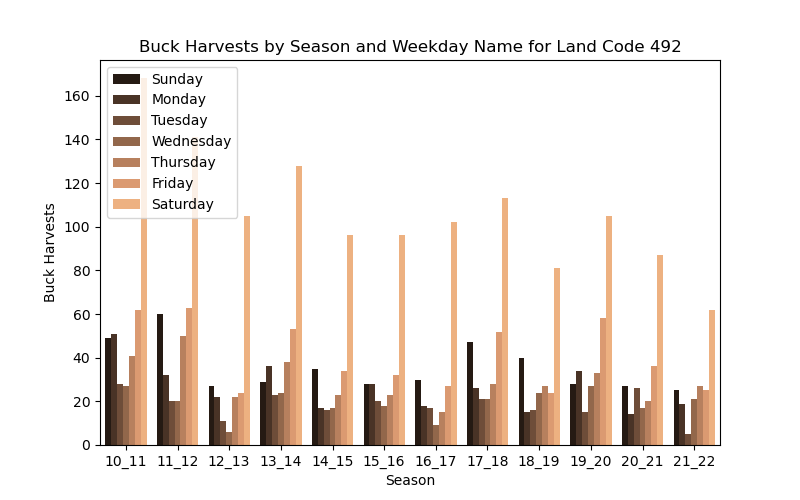 Buck Harvests by Season and Weekday Name for Land Code 492
Sunday
Monday
Tuesday
Wednesday
Thursday
Friday
Saturday
160
140
120
100
80
60
40
20
0
Buck Harvests
10_11 11_12 12_13 13_14 14_15 15_16 16_17 17_18 18_19 19_20 20_21 21_22
Season